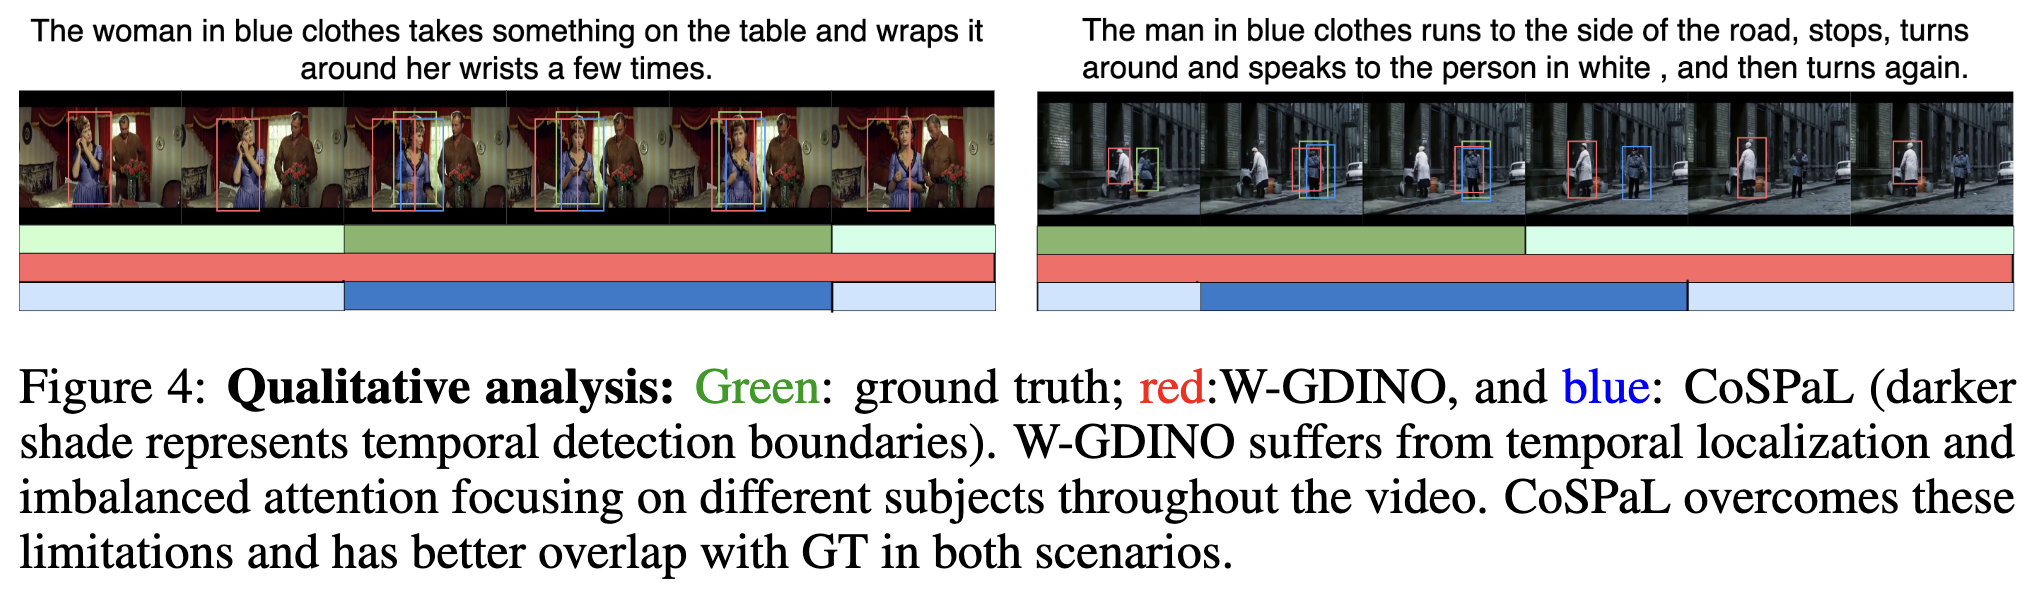 The woman in blue clothes takes something on the table and wraps it
around her wrists a few times.
The man in blue clothes runs to the side of the road, stops, turns
around and speaks to the person in white , and then turns again.
Figure 4: Qualitative analysis: Green: ground truth; red:W-GDINO, and blue: CoSPaL (darker
shade represents temporal detection boundaries). W-GDINO suffers from temporal localization and
imbalanced attention focusing on different subjects throughout the video. CoSPaL overcomes these
limitations and has better overlap with GT in both scenarios.